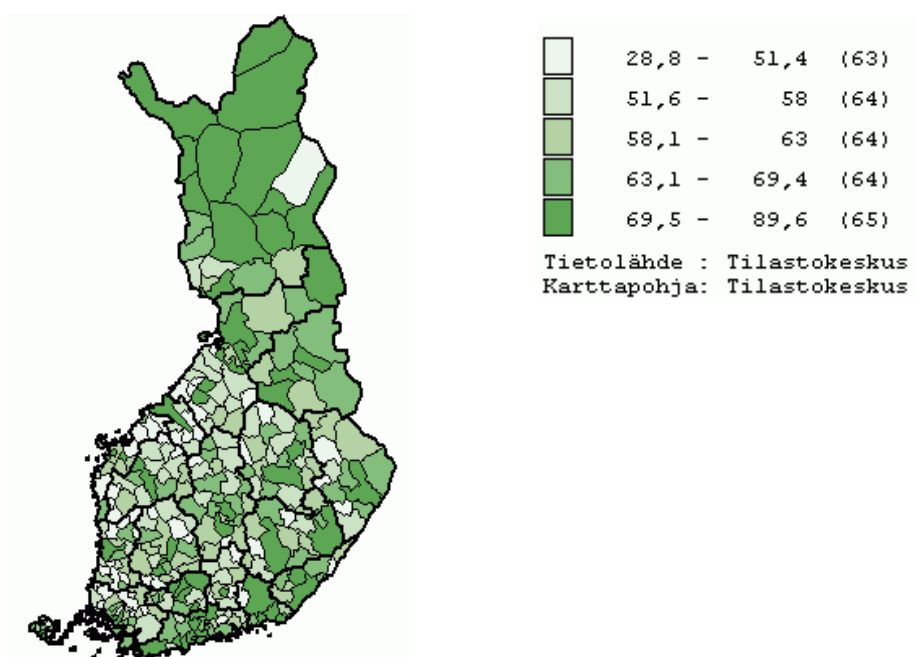 28,8 - 51,4 (63)
51,6 - 58 (64)
58,1 - 63 (64)
63,1 - 69,4 (64)
69,5 - 89,6 (65)
Tietolähde : Tilastokeskus
Karttapohja: Tilastokeskus